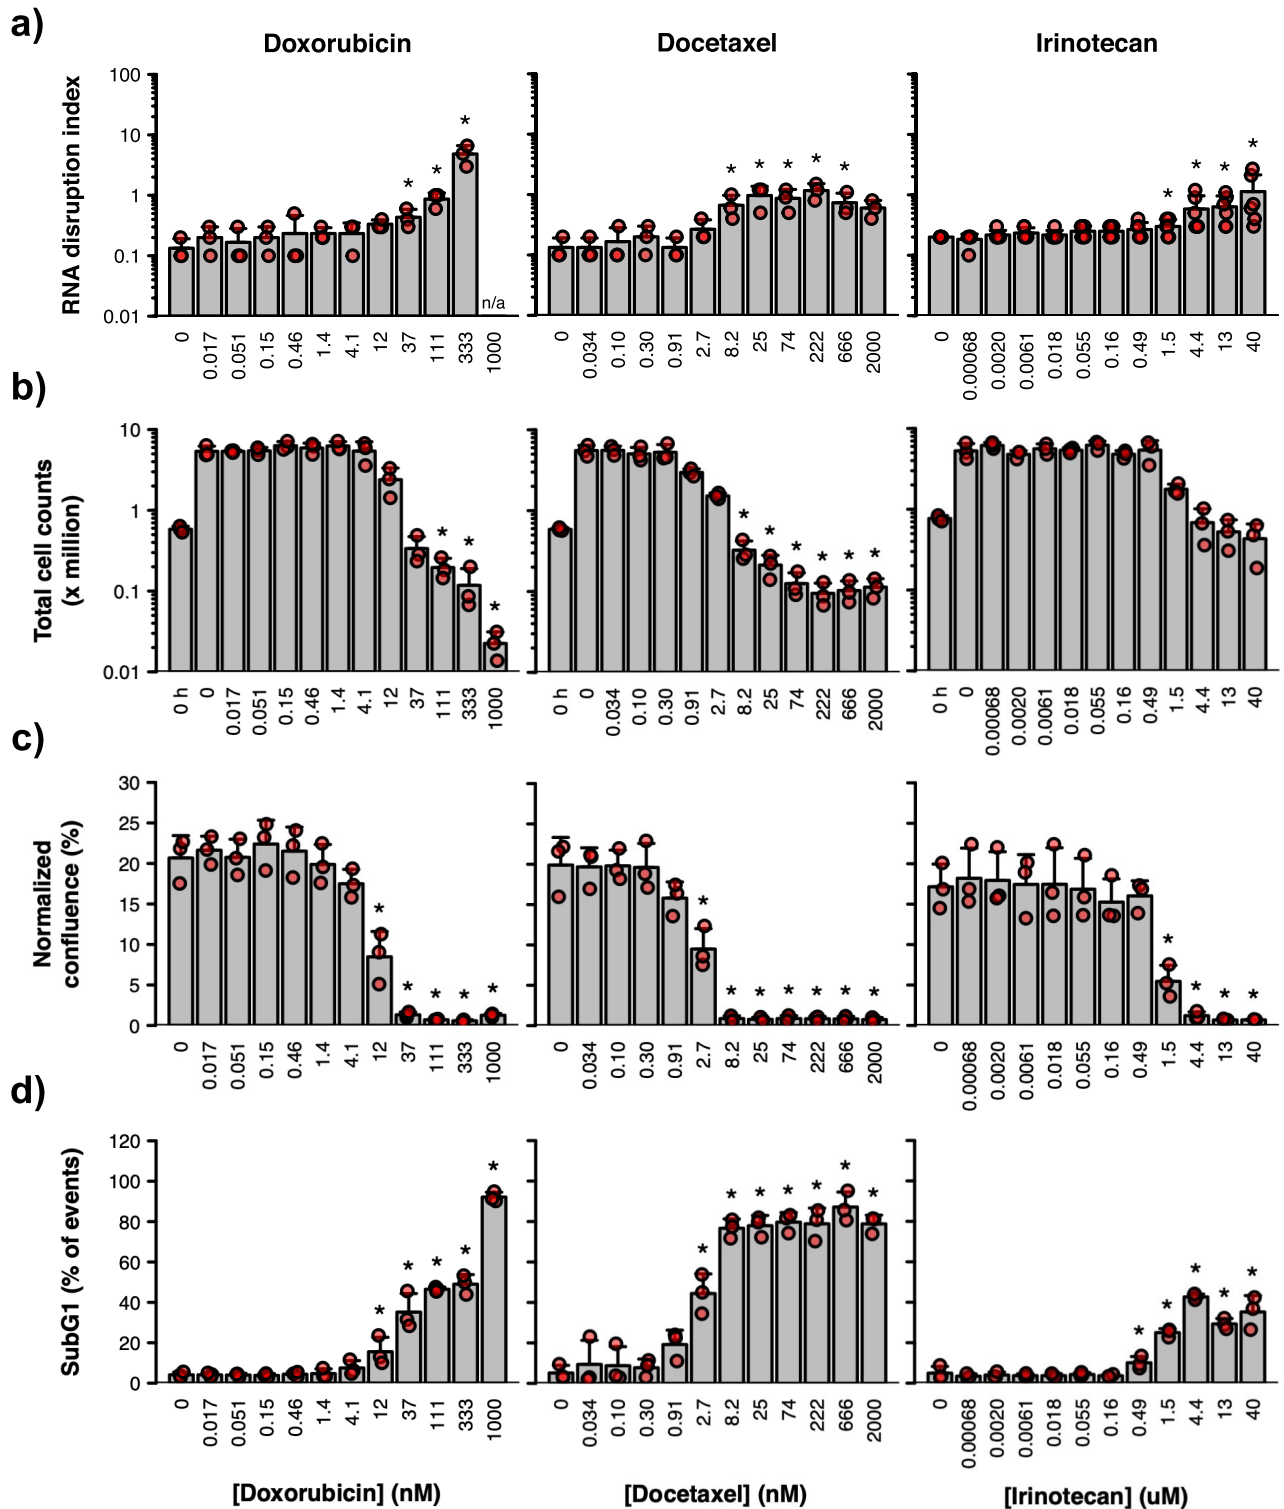 a)
Doxorubicin Docetaxel Irinotecan
RNA disruption index
100
10
1
0.1
0.01
* * *
n/a
* * * * *
* * * *
0 0.017 0.051 0.15 0.46 1.4 4.1 12 37 111 333 1000
0 0.034 0.10 0.30 0.91 2.7 8.2 25 74 222 666 2000
0 0.00068 0.0020 0.0061 0.018 0.055 0.16 0.49 1.5 4.4 13 40
b)
Total cell counts
(x million)
10
1
0.1
0.01
* * *
* * * * * *
0 h 0 0.017 0.051 0.15 0.46 1.4 4.1 12 37 111 333 1000
0 h 0 0.034 0.10 0.30 0.91 2.7 8.2 25 74 222 666 2000
0 h 0 0.00068 0.0020 0.0061 0.018 0.055 0.16 0.49 1.5 4.4 13 40
c)
Normalized
confluence (%)
30
25
20
15
10
5
0
* * * * *
* * * * * * *
* * * *
0 0.017 0.051 0.15 0.46 1.4 4.1 12 37 111 333 1000
0 0.034 0.10 0.30 0.91 2.7 8.2 25 74 222 666 2000
0 0.00068 0.0020 0.0061 0.018 0.055 0.16 0.49 1.5 4.4 13 40
d)
SubG1 (% of events)
120
100
80
60
40
20
0
* * * * *
* * * * * * *
* * * * *
0 0.017 0.051 0.15 0.46 1.4 4.1 12 37 111 333 1000
0 0.034 0.10 0.30 0.91 2.7 8.2 25 74 222 666 2000
0 0.00068 0.0020 0.0061 0.018 0.055 0.16 0.49 1.5 4.4 13 40
[Doxorubicin] (nM) [Docetaxel] (nM) [Irinotecan] (uM)